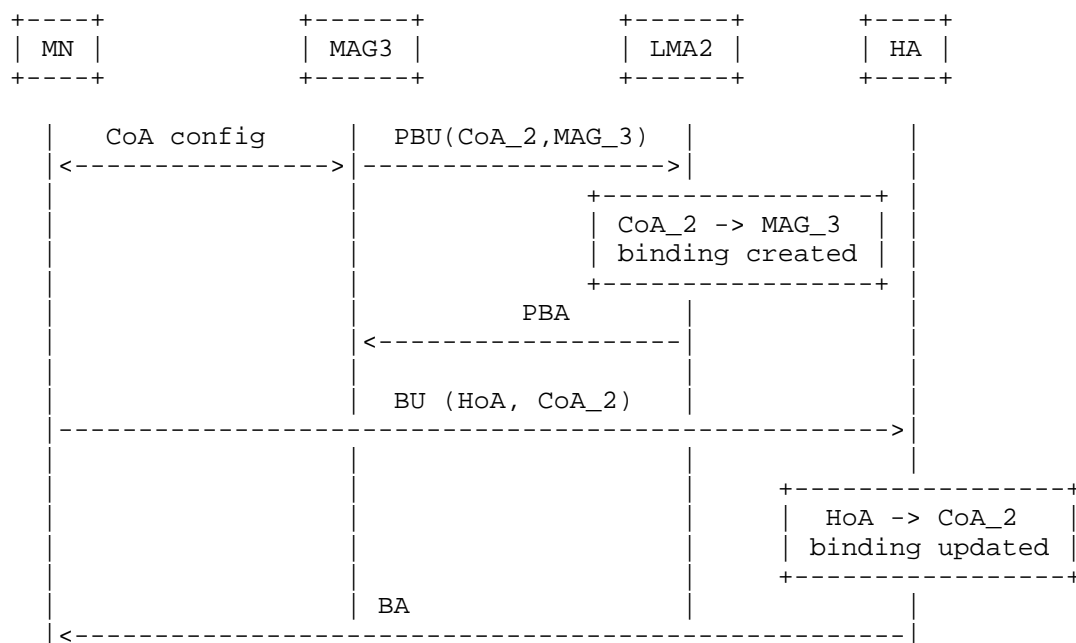 MN MAG3 LMA2 HA
CoA config PBU(CoA_2,MAG_3)
CoA_2 -> MAG_3
binding created
PBA
BU (HoA, CoA_2)
HoA -> CoA_2
binding updated
BA